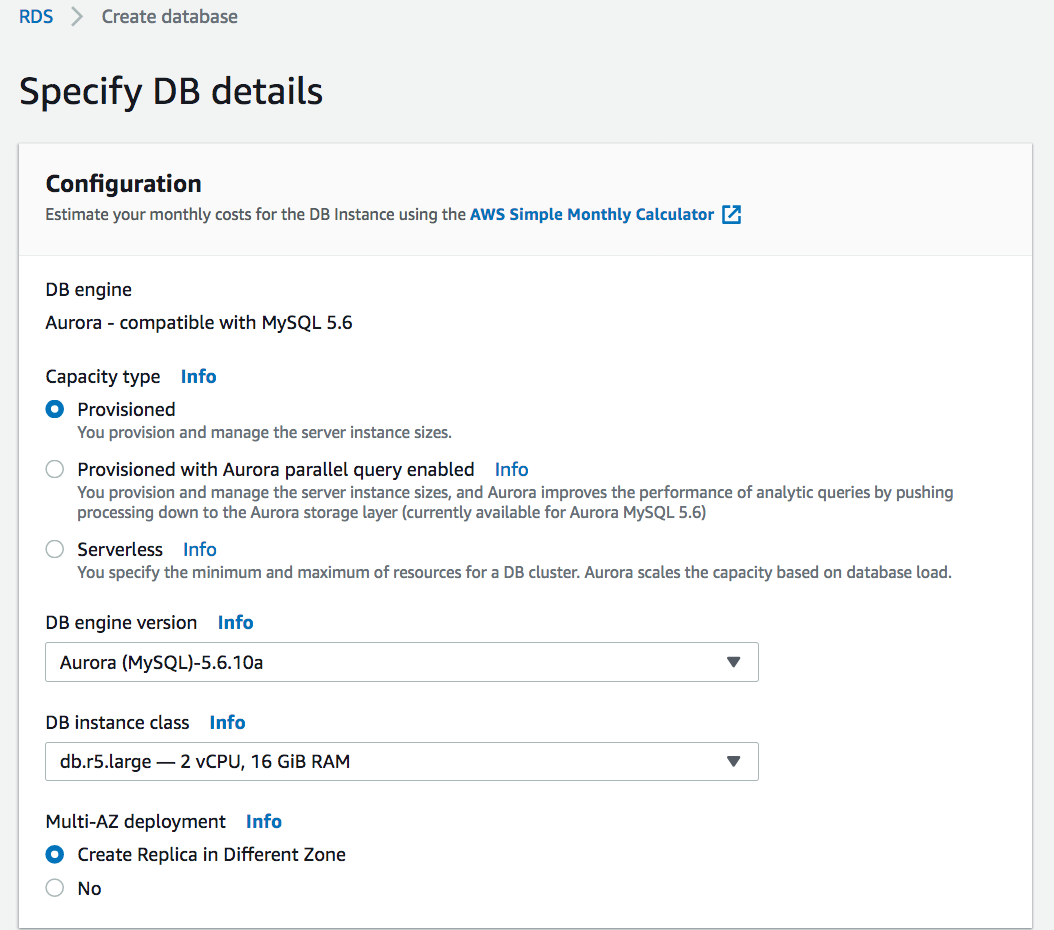 RDS > Create database
Specify DB details
Configuration
Estimate your monthly costs for the DB Instance using the AWS Simple Monthly Calculator
DB engine
Aurora - compatible with MySQL 5.6
Capacity type Info
Provisioned
You provision and manage the server instance sizes.
Provisioned with Aurora parallel query enabled Info
You provision and manage the server instance sizes, and Aurora improves the performance of analytic queries by pushing
processing down to the Aurora storage layer (currently available for Aurora MySQL 5.6)
Serverless Info
You specify the minimum and maximum of resources for a DB cluster. Aurora scales the capacity based on database load.
DB engine version Info
Aurora (MySQL)-5.6.10a
DB instance class Info
db.r5.large — 2 vCPU, 16 GiB RAM
Multi-AZ deployment Info
Create Replica in Different Zone
No